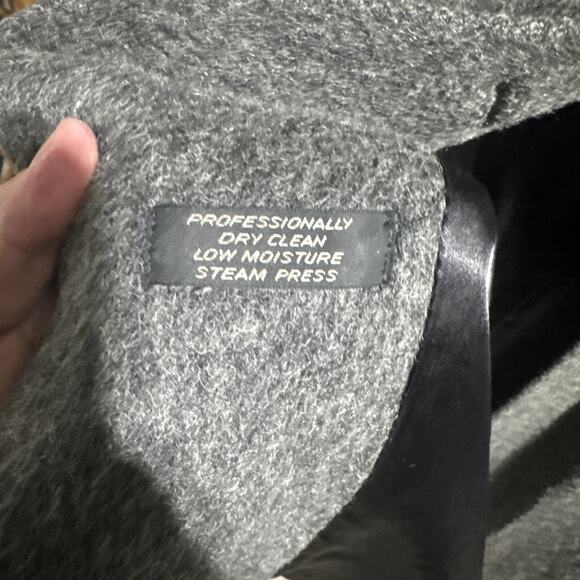 PROFESSIONALLY
DRY CLEAN
LOW MOISTURE
STEAM PRESS